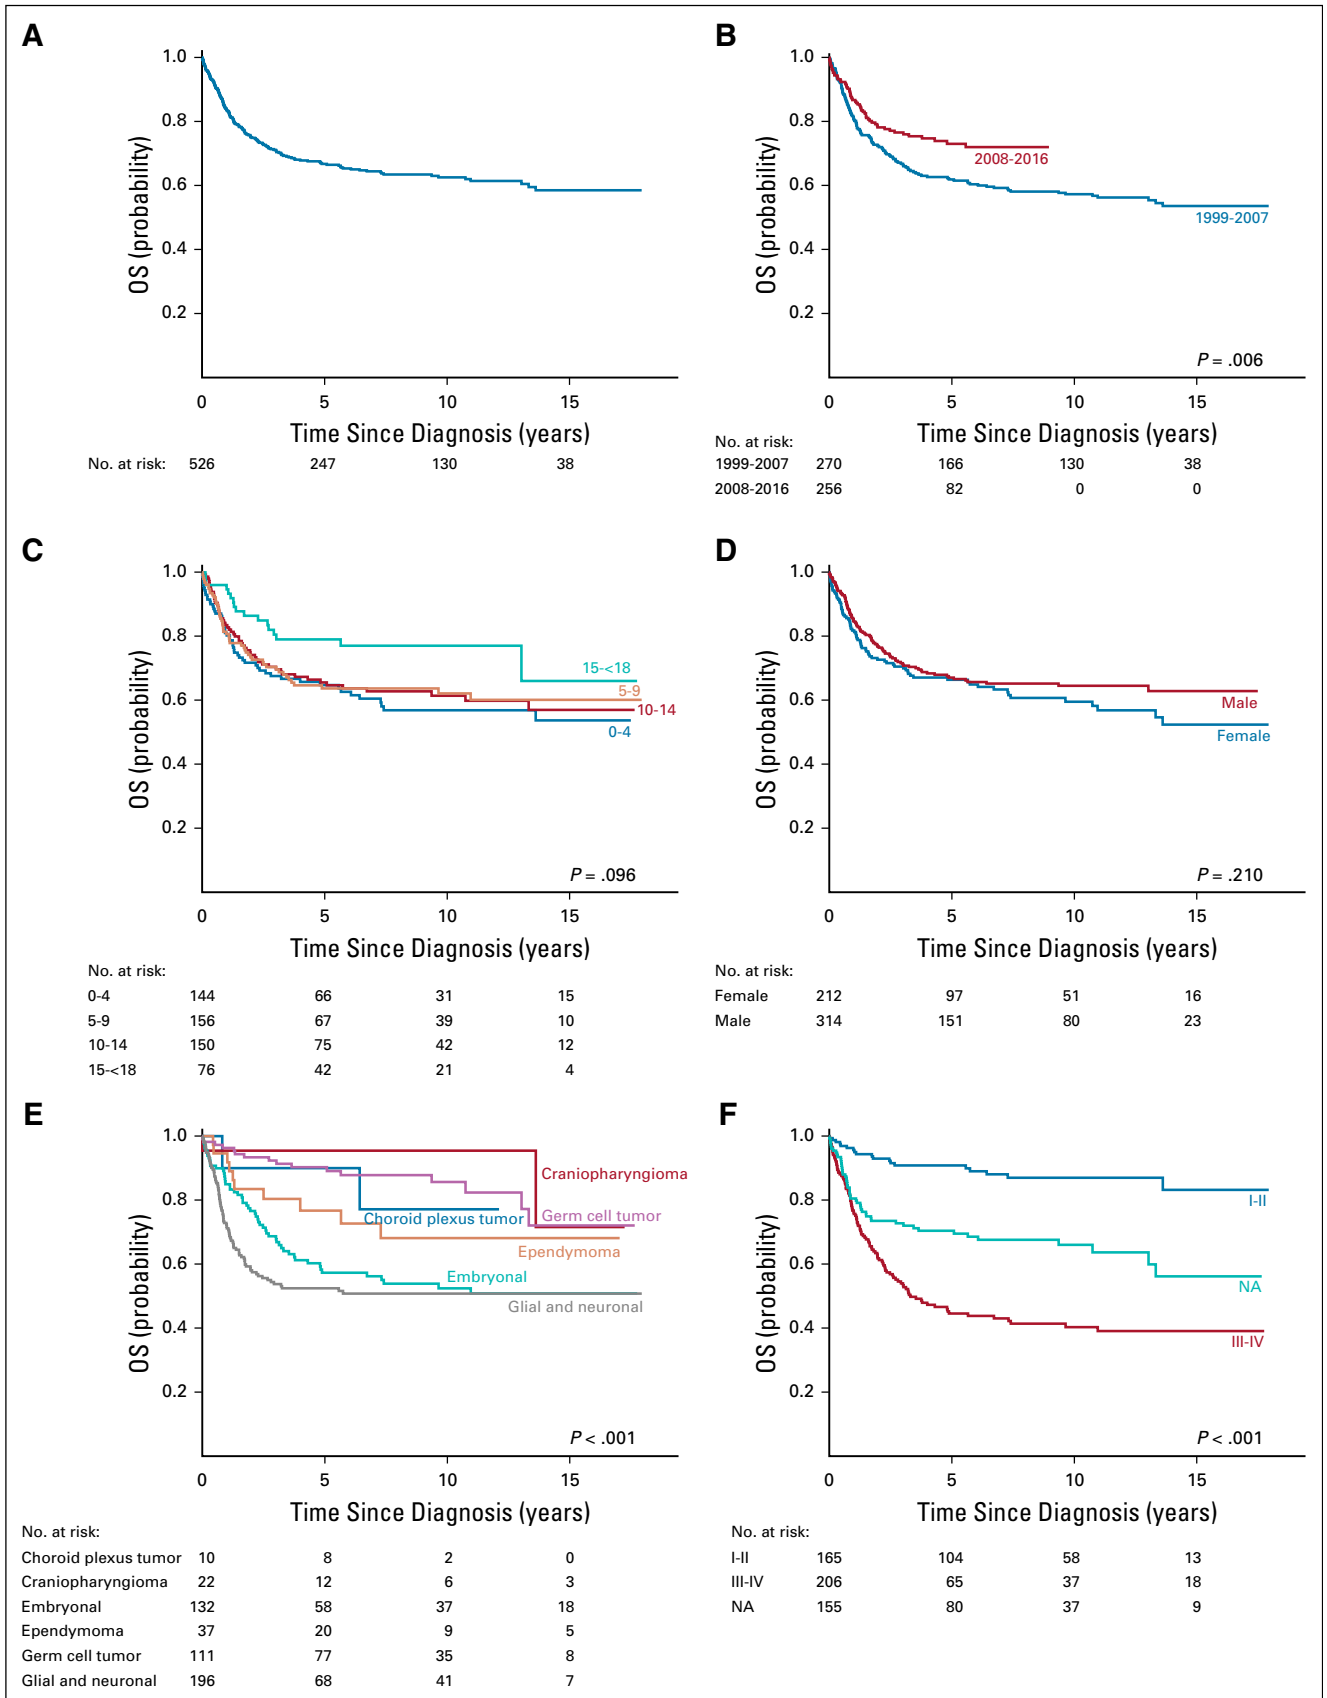 A
1.0
0.8
0.6
0.4
0.2
OS (probability)
0 5 10 15
Time Since Diagnosis (years)
No. at risk: 526 247 130 38
B
1.0
0.8
0.6
0.4
0.2
OS (probability)
2008-2016
1999-2007
P = .006
0 5 10 15
Time Since Diagnosis (years)
No. at risk:
1999-2007 270 166 130 38
2008-2016 256 82 0 0
C
1.0
0.8
0.6
0.4
0.2
OS (probability)
15-<18
5-9
10-14
0-4
P = .096
0 5 10 15
Time Since Diagnosis (years)
No. at risk:
0-4 144 66 31 15
5-9 156 67 39 10
10-14 150 75 42 12
15-<18 76 42 21 4
D
1.0
0.8
0.6
0.4
0.2
OS (probability)
Male
Female
P = .210
0 5 10 15
Time Since Diagnosis (years)
No. at risk:
Female 212 97 51 16
Male 314 151 80 23
E
1.0
0.8
0.6
0.4
0.2
OS (probability)
Craniopharyngioma
Choroid plexus tumor
Germ cell tumor
Ependymoma
Embryonal
Glial and neuronal
P < .001
0 5 10 15
Time Since Diagnosis (years)
No. at risk:
Choroid plexus tumor 10 8 2 0
Craniopharyngioma 22 12 6 3
Embryonal 132 58 37 18
Ependymoma 37 20 9 5
Germ cell tumor 111 77 35 8
Glial and neuronal 196 68 41 7
F
1.0
0.8
0.6
0.4
0.2
OS (probability)
I-II
NA
III-IV
P < .001
0 5 10 15
Time Since Diagnosis (years)
No. at risk:
I-II 165 104 58 13
III-IV 206 65 37 18
NA 155 80 37 9